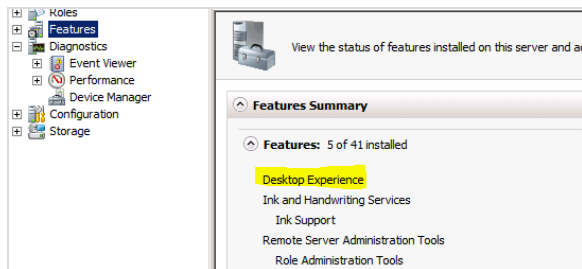 Roles
Features
Diagnostics
Event Viewer
Performance
Device Manager
Configuration
Storage
View the status of features installed on this server and
Features Summary
Features: 5 of 41 installed
Desktop Experience
Ink and Handwriting Services
Ink Support
Remote Server Administration Tools
Role Administration Tools